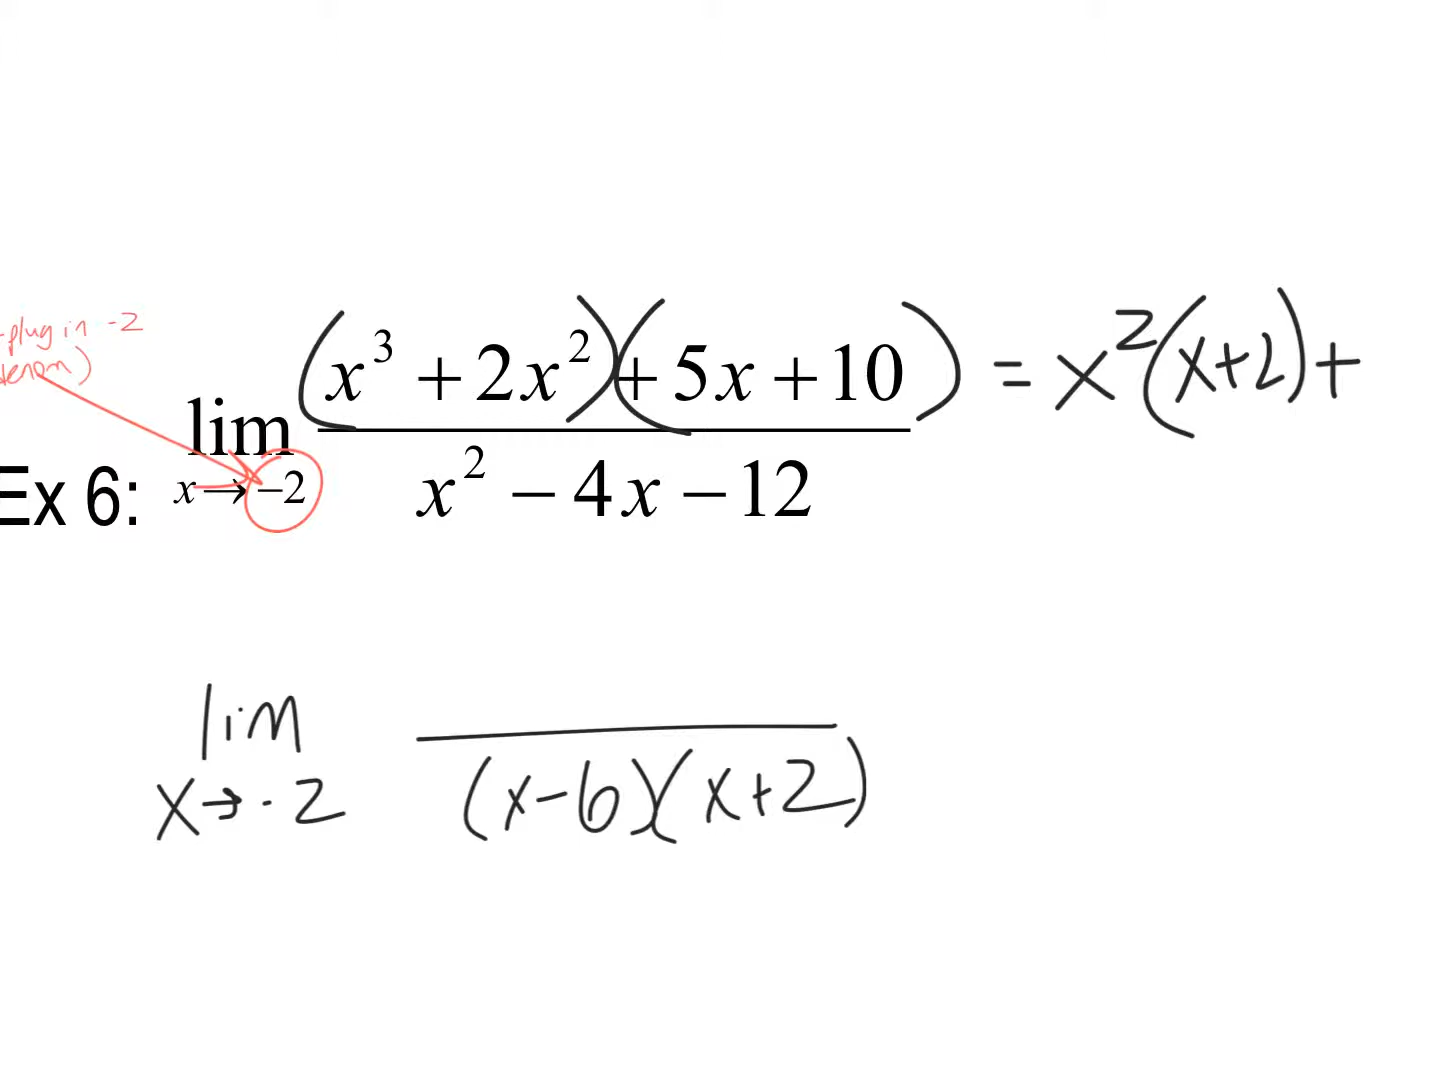 -plug in -2
denom)
Ex 6: lim x→-2 (x³ + 2x²)(+5x + 10) / x² − 4x − 12 = x²(x+2)+
lim x→-2 / (x-6)(x+2)